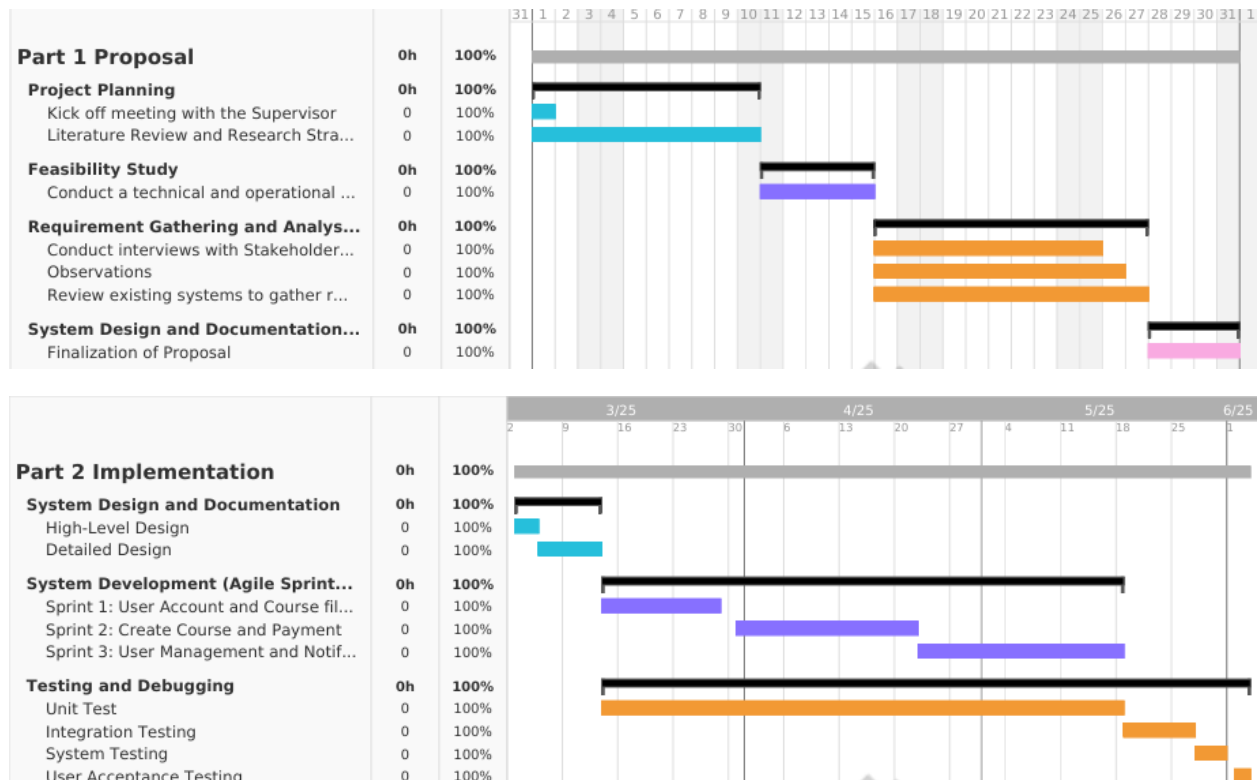 31 1 2 3 4 5 6 7 8 9 10 11 12 13 14 15 16 17 18 19 20 21 22 23 24 25 26 27 28 29 30 31 1
Part 1 Proposal 0h 100%
Project Planning 0h 100%
Kick off meeting with the Supervisor 0 100%
Literature Review and Research Stra... 0 100%
Feasibility Study 0h 100%
Conduct a technical and operational ... 0 100%
Requirement Gathering and Analys... 0h 100%
Conduct interviews with Stakeholder... 0 100%
Observations 0 100%
Review existing systems to gather r... 0 100%
System Design and Documentation... 0h 100%
Finalization of Proposal 0 100%
3/25 4/25 5/25 6/25
2 9 16 23 30 6 13 20 27 4 11 18 25 1
Part 2 Implementation 0h 100%
System Design and Documentation 0h 100%
High-Level Design 0 100%
Detailed Design 0 100%
System Development (Agile Sprint... 0h 100%
Sprint 1: User Account and Course fil... 0 100%
Sprint 2: Create Course and Payment 0 100%
Sprint 3: User Management and Notif... 0 100%
Testing and Debugging 0h 100%
Unit Test 0 100%
Integration Testing 0 100%
System Testing 0 100%
User Acceptance Testing 0 100%